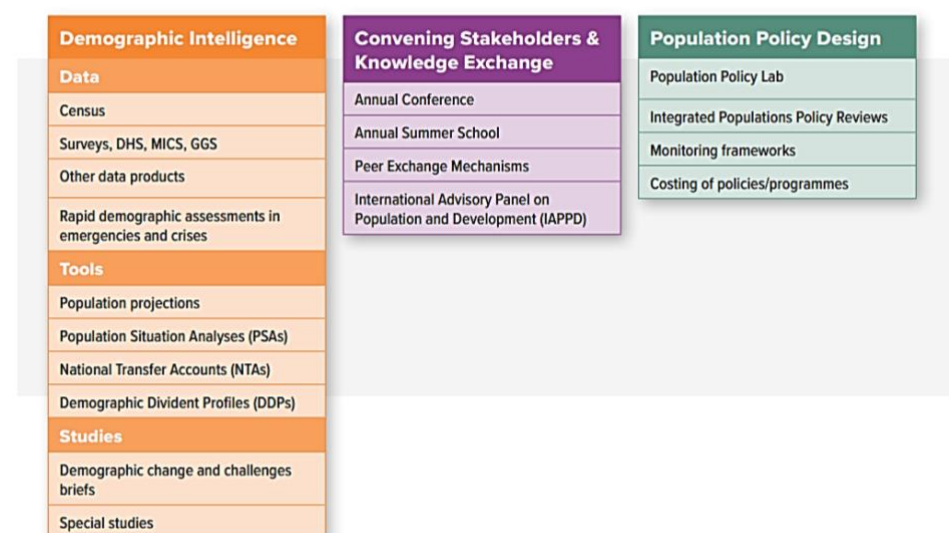 Demographic Intelligence
Data
Census
Surveys, DHS, MICS, GGS
Other data products
Rapid demographic assessments in
emergencies and crises
Tools
Population projections
Population Situation Analyses (PSAs)
National Transfer Accounts (NTAs)
Demographic Divident Profiles (DDPs)
Studies
Demographic change and challenges
briefs
Special studies
Convening Stakeholders &
Knowledge Exchange
Annual Conference
Annual Summer School
Peer Exchange Mechanisms
International Advisory Panel on
Population and Development (IAPPD)
Population Policy Design
Population Policy Lab
Integrated Populations Policy Reviews
Monitoring frameworks
Costing of policies/programmes